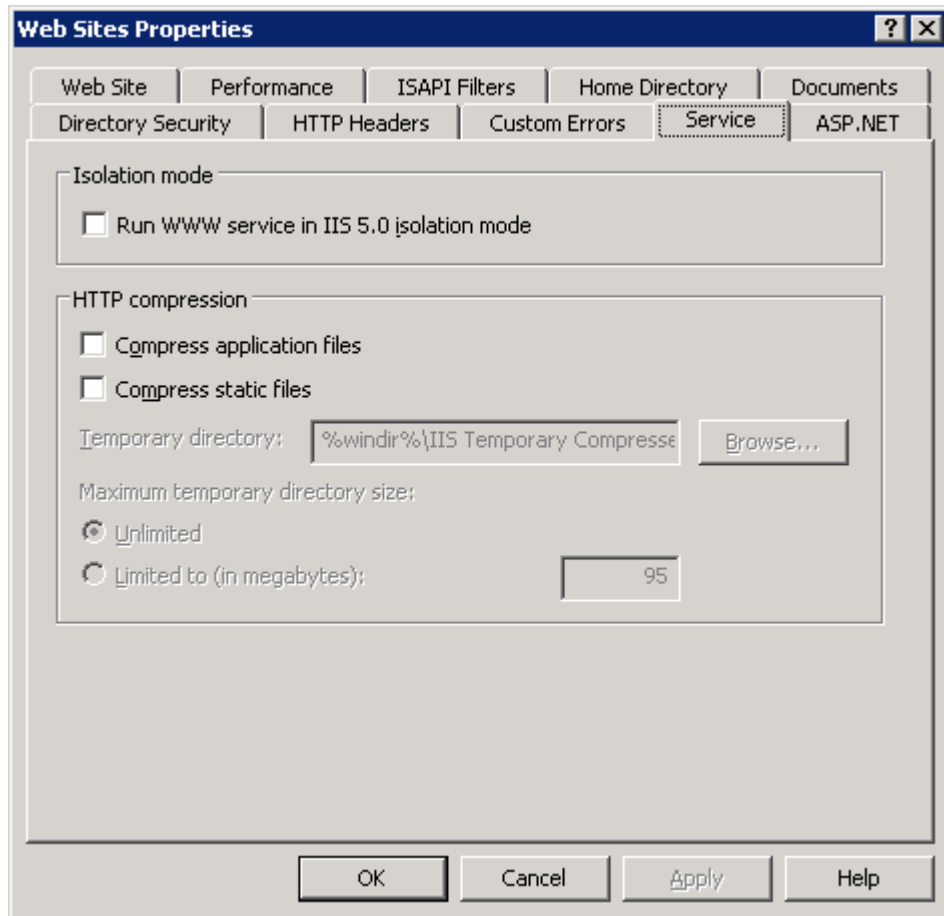 Web Sites Properties
Web Site Performance ISAPI Filters Home Directory Documents
Directory Security HTTP Headers Custom Errors Service ASP.NET
Isolation mode
Run WWW service in IIS 5.0 isolation mode
HTTP compression
Compress application files
Compress static files
Temporary directory: %windir%\IIS Temporary Compresse Browse...
Maximum temporary directory size:
Unlimited
Limited to (in megabytes): 95
OK Cancel Apply Help